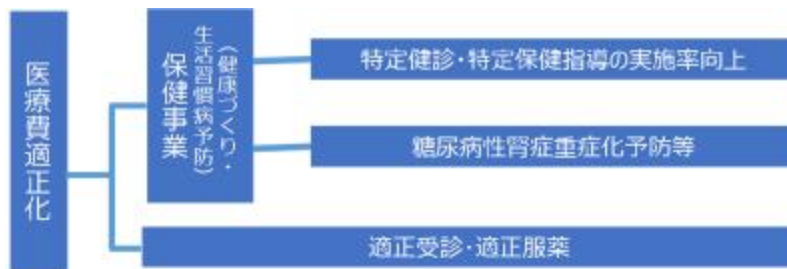 医療費適正化
保健事業
（健康づくり・
生活習慣病予防）
特定健診・特定保健指導の実施率向上
糖尿病性腎症重症化予防等
適正受診・適正服薬